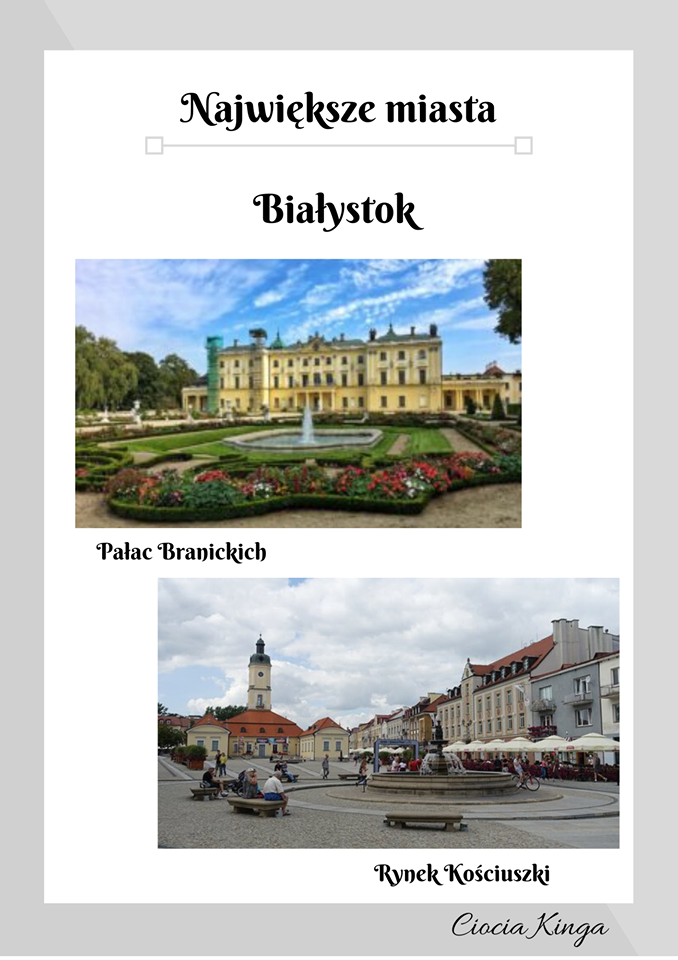 Największe miasta
Białystok
Pałac Branickich
Rynek Kościuszki
Ciocia Kinga